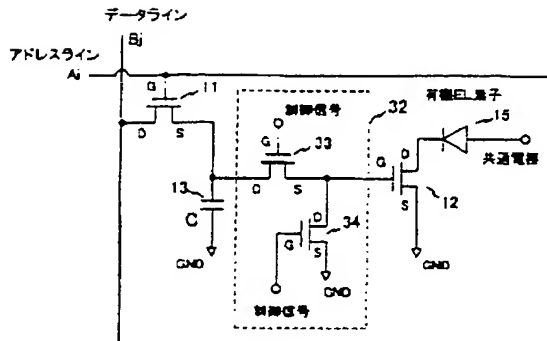 データライン
Bj
アドレスライン
Ai
G
11
D
S
制御信号
32
G
33
D
S
13
C
GND
D
34
G
S
GND
制御信号
有機EL素子
15
共通電極
G
D
12
S
GND